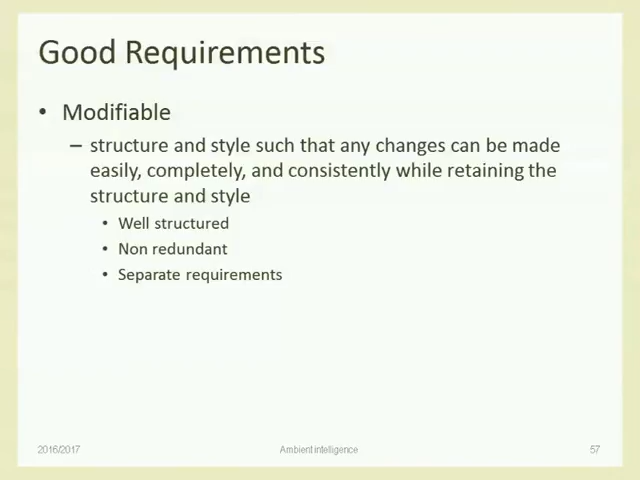 Good Requirements
• Modifiable
– structure and style such that any changes can be made
easily, completely, and consistently while retaining the
structure and style
• Well structured
• Non redundant
• Separate requirements
2016/2017
Ambient intelligence
57